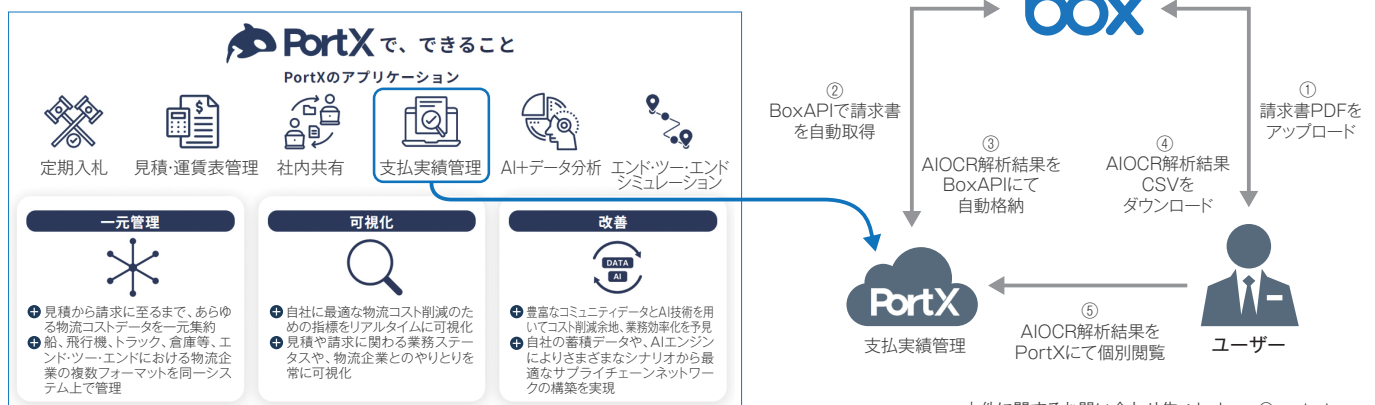 PortX で、できること
PortXのアプリケーション
定期入札
見積・運賃表管理
社内共有
支払実績管理
AI+データ分析
エンド・ツー・エンド
シミュレーション
一元管理
見積から請求に至るまで、あらゆ
る物流コストデータを一元集約
船、飛行機、トラック、倉庫等、エ
ンド・ツー・エンドにおける物流企
業の複数フォーマットを同一シス
テム上で管理
可視化
自社に最適な物流コスト削減のた
めの指標をリアルタイムに可視化
見積や請求に関わる業務ステー
タスや、物流企業とのやりとりを
常に可視化
改善
DATA
AI
豊富なコミュニティデータとAI技術を用
いてコスト削減余地、業務効率化を予見
自社の蓄積データや、AIエンジン
によりさまざまなシナリオから最
適なサプライチェーンネットワー
クの構築を実現
box
②
BoxAPIで請求書
を自動取得
①
請求書PDFを
アップロード
③
AIOCR解析結果を
BoxAPIにて
自動格納
④
AIOCR解析結果
CSVを
ダウンロード
PortX
支払実績管理
⑤
AIOCR解析結果を
PortXにて個別閲覧
ユーザー